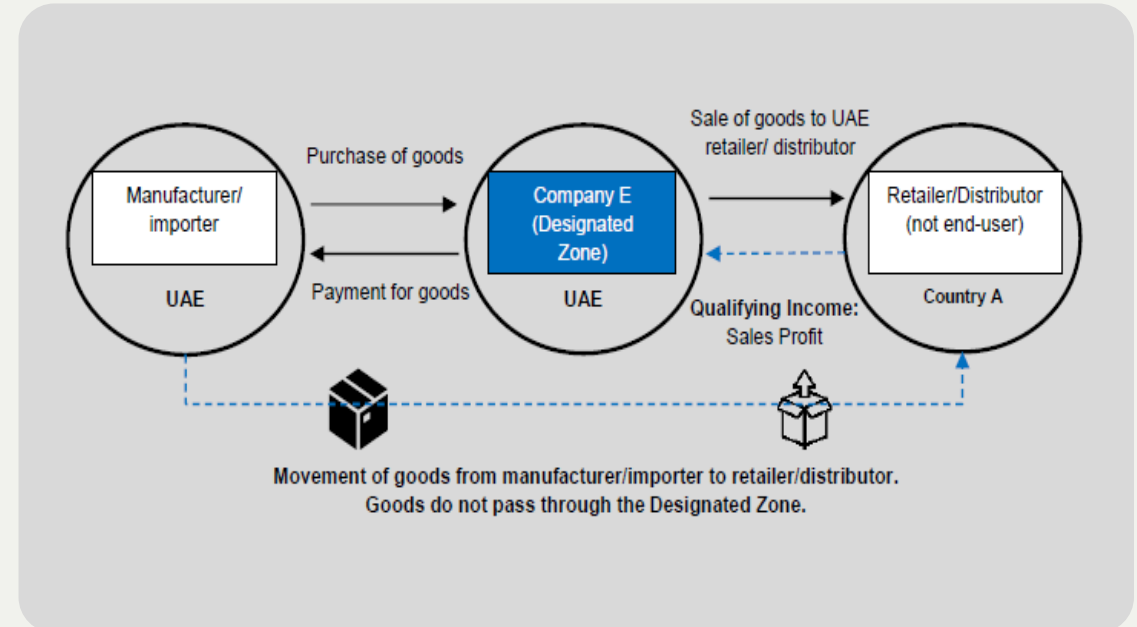 Manufacturer/
importer
UAE
Purchase of goods
Payment for goods
Company E
(Designated
Zone)
UAE
Sale of goods to UAE
retailer/ distributor
Qualifying Income:
Sales Profit
Retailer/Distributor
(not end-user)
Country A
Movement of goods from manufacturer/importer to retailer/distributor.
Goods do not pass through the Designated Zone.